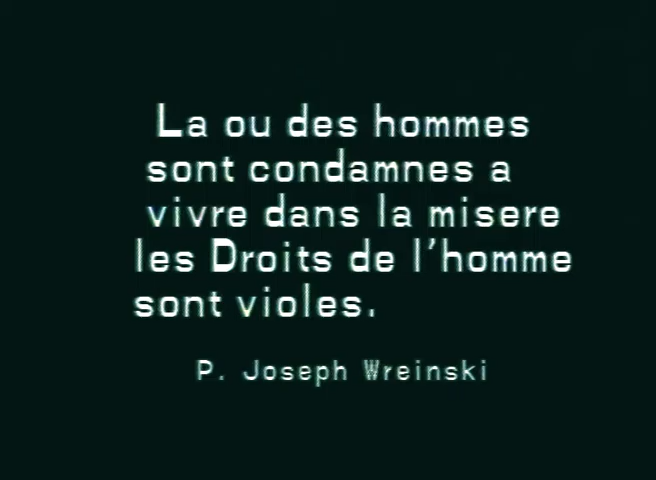 La ou des hommes
sont condamnes a
vivre dans la misere
les Droits de l'homme
sont violes.
P. Joseph Wreinski